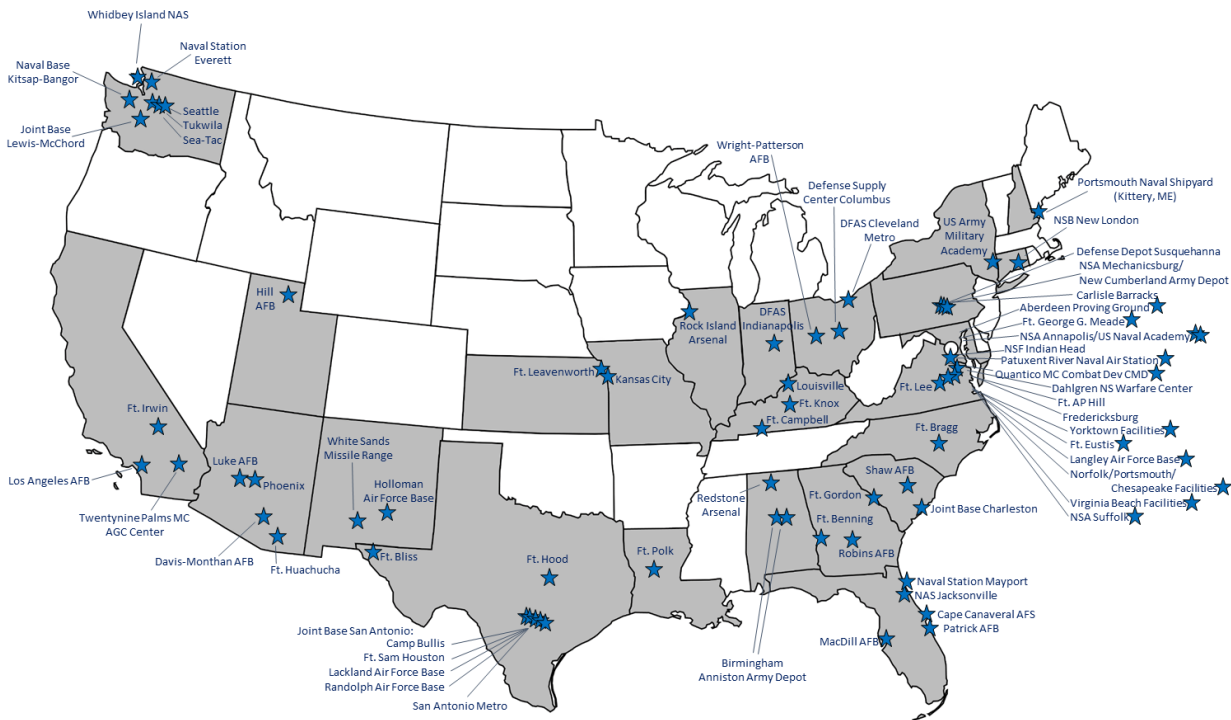 Whidbey Island NAS
Naval Station
Everett
Naval Base
Kitsap-Bangor
Seattle
Tukwila
Sea-Tac
Joint Base
Lewis-McChord
Wright-Patterson
AFB
Defense Supply
Center Columbus
DFAS Cleveland
Metro
Portsmouth Naval Shipyard
(Kittery, ME)
NSB New London
US Army
Military
Academy
Defense Depot Susquehanna
NSA Mechanicsburg/
New Cumberland Army Depot
Carlisle Barracks
Aberdeen Proving Ground
Ft. George G. Meade
NSA Annapolis/US Naval Academy
NSF Indian Head
Patuxent River Naval Air Station
Quantico MC Combat Dev CMD
Dahlgren NS Warfare Center
Ft. AP Hill
Fredericksburg
Yorktown Facilities
Ft. Eustis
Langley Air Force Base
Norfolk/Portsmouth/
Chesapeake Facilities
Virginia Beach Facilities
NSA Suffolk
Hill
AFB
Rock Island
Arsenal
DFAS
Indianapolis
Ft. Leavenworth
Kansas City
Louisville
Ft. Knox
Ft. Campbell
Ft. Lee
Ft. Bragg
Ft. Irwin
Los Angeles AFB
Twentynine Palms MC
AGC Center
Luke AFB
Phoenix
Davis-Monthan AFB
Ft. Huachucha
White Sands
Missile Range
Holloman
Air Force Base
Ft. Bliss
Ft. Hood
Joint Base San Antonio:
Camp Bullis
Ft. Sam Houston
Lackland Air Force Base
Randolph Air Force Base
San Antonio Metro
Ft. Polk
Redstone
Arsenal
Birmingham
Anniston Army Depot
Ft. Gordon
Ft. Benning
Robins AFB
Shaw AFB
Joint Base Charleston
Naval Station Mayport
NAS Jacksonville
Cape Canaveral AFS
Patrick AFB
MacDill AFB